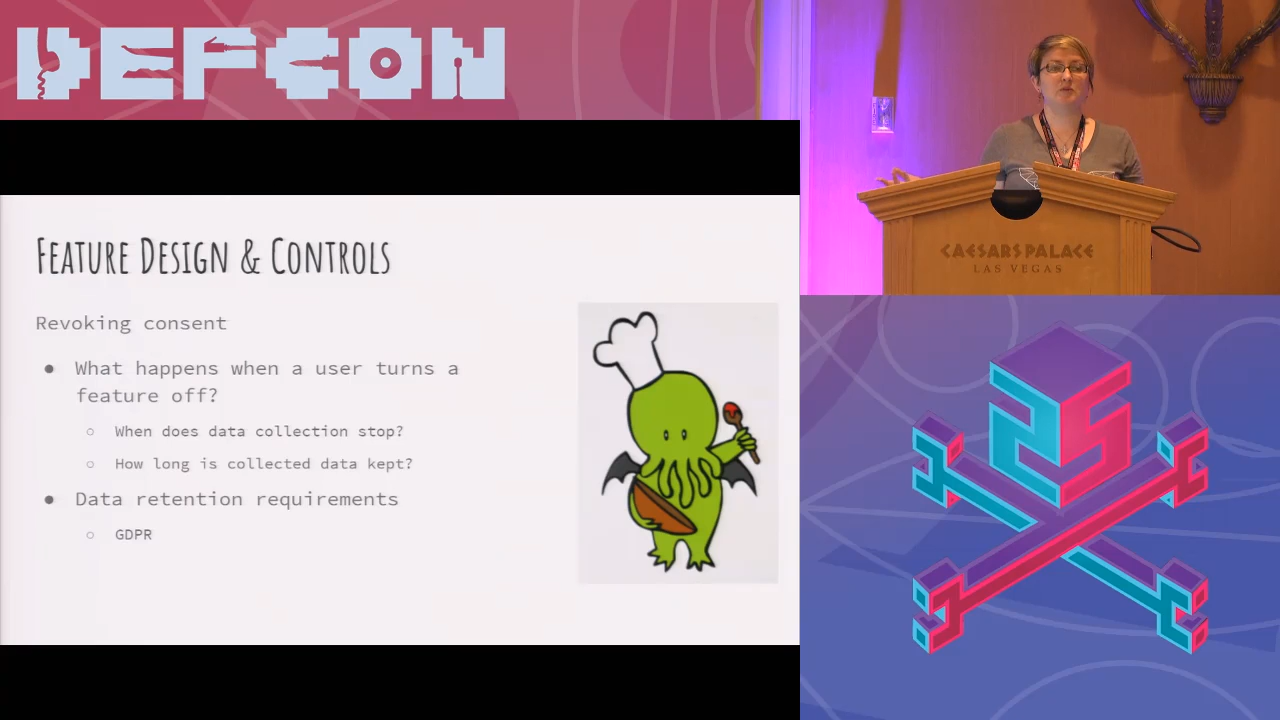 DEFCON
FEATURE DESIGN & CONTROLS
Revoking consent
What happens when a user turns a
feature off?
When does data collection stop?
How long is collected data kept?
Data retention requirements
GDPR
CAESARS PALACE
LAS VEGAS
25